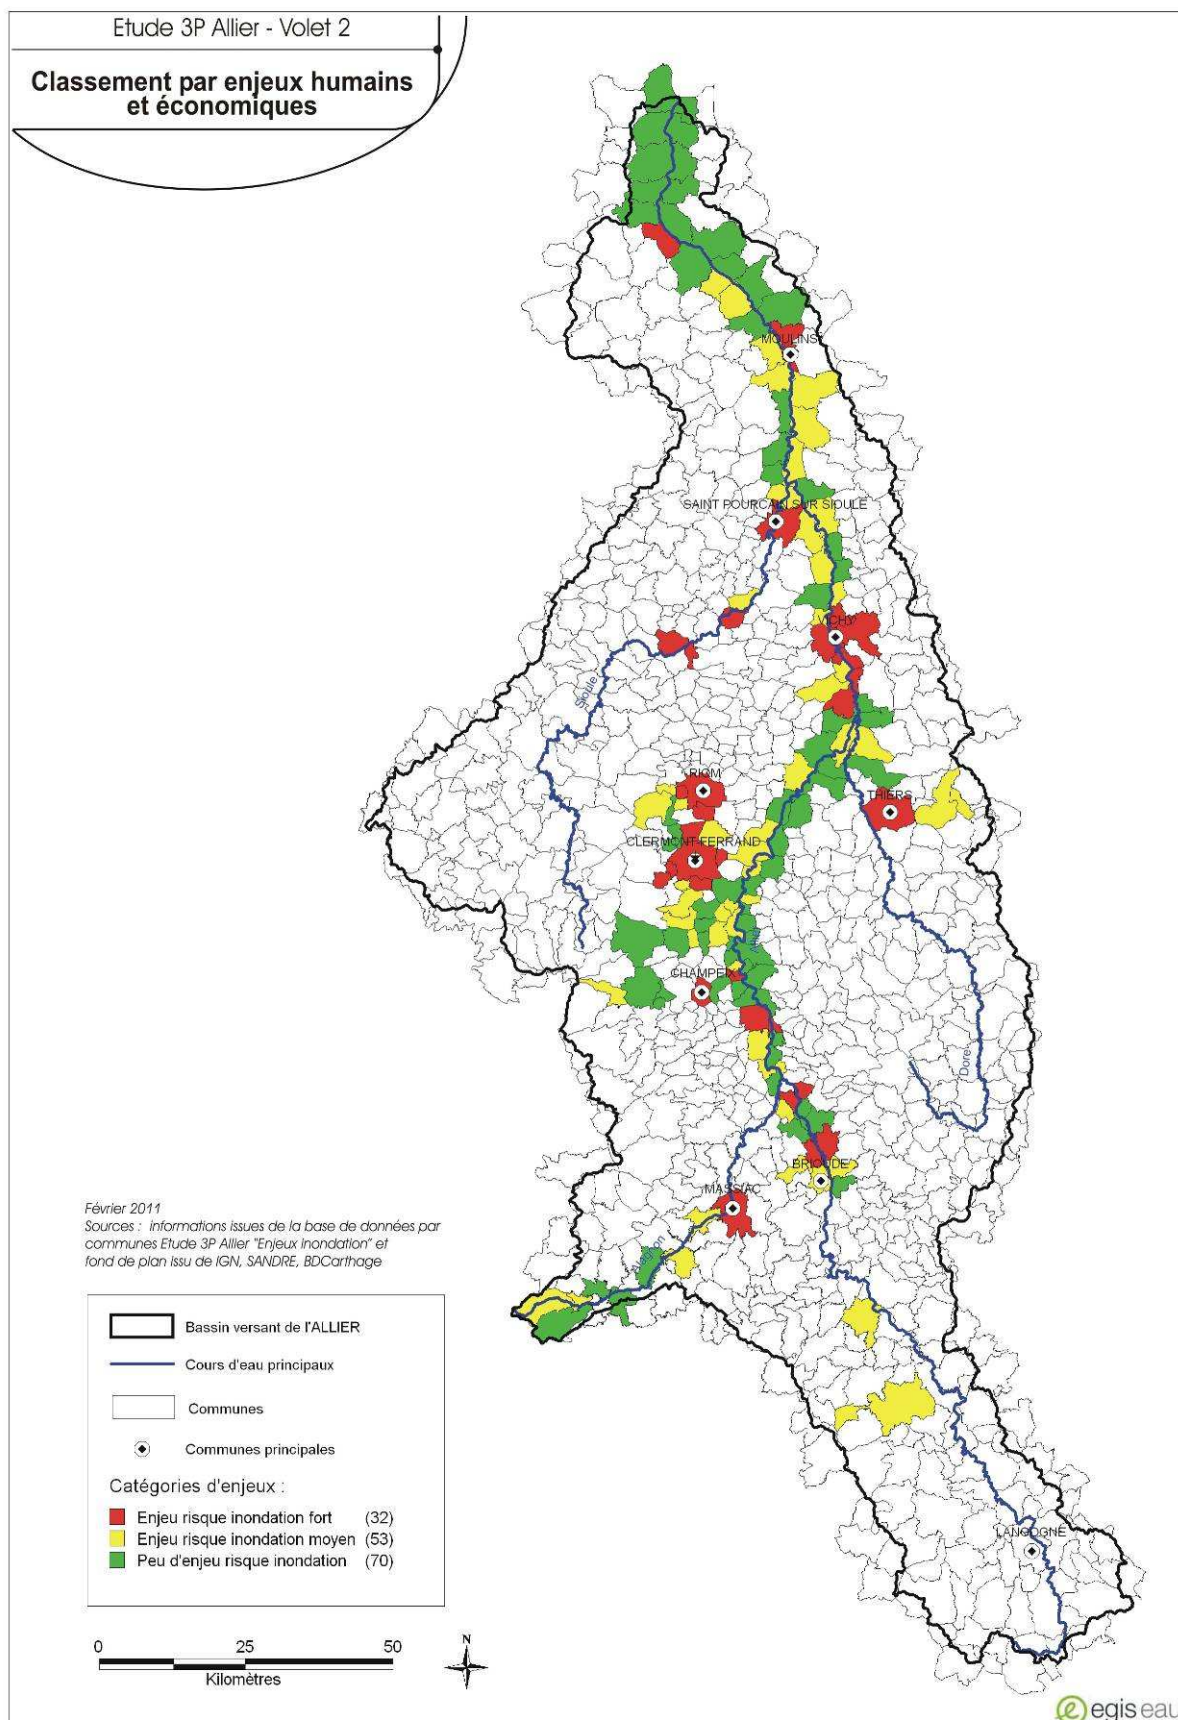 Etude 3P Allier - Volet 2
Classement par enjeux humains
et économiques
MOULINS
SAINT POURCAIN SUR SIOULE
VICHY
Sioule
RIOM
THIERS
CLERMONT FERRAND
Allier
CHAMPEIX
Dore
BRIOUDE
MASSIAC
Alagnon
LANGOGNE
Février 2011
Sources : informations issues de la base de données par
communes Etude 3P Allier "Enjeux Inondation" et
fond de plan issu de IGN, SANDRE, BDCarthage
Bassin versant de l'ALLIER
Cours d'eau principaux
Communes
Communes principales
Catégories d'enjeux :
Enjeu risque inondation fort (32)
Enjeu risque inondation moyen (53)
Peu d'enjeu risque inondation (70)
0 25 50
Kilomètres
N
egis eau